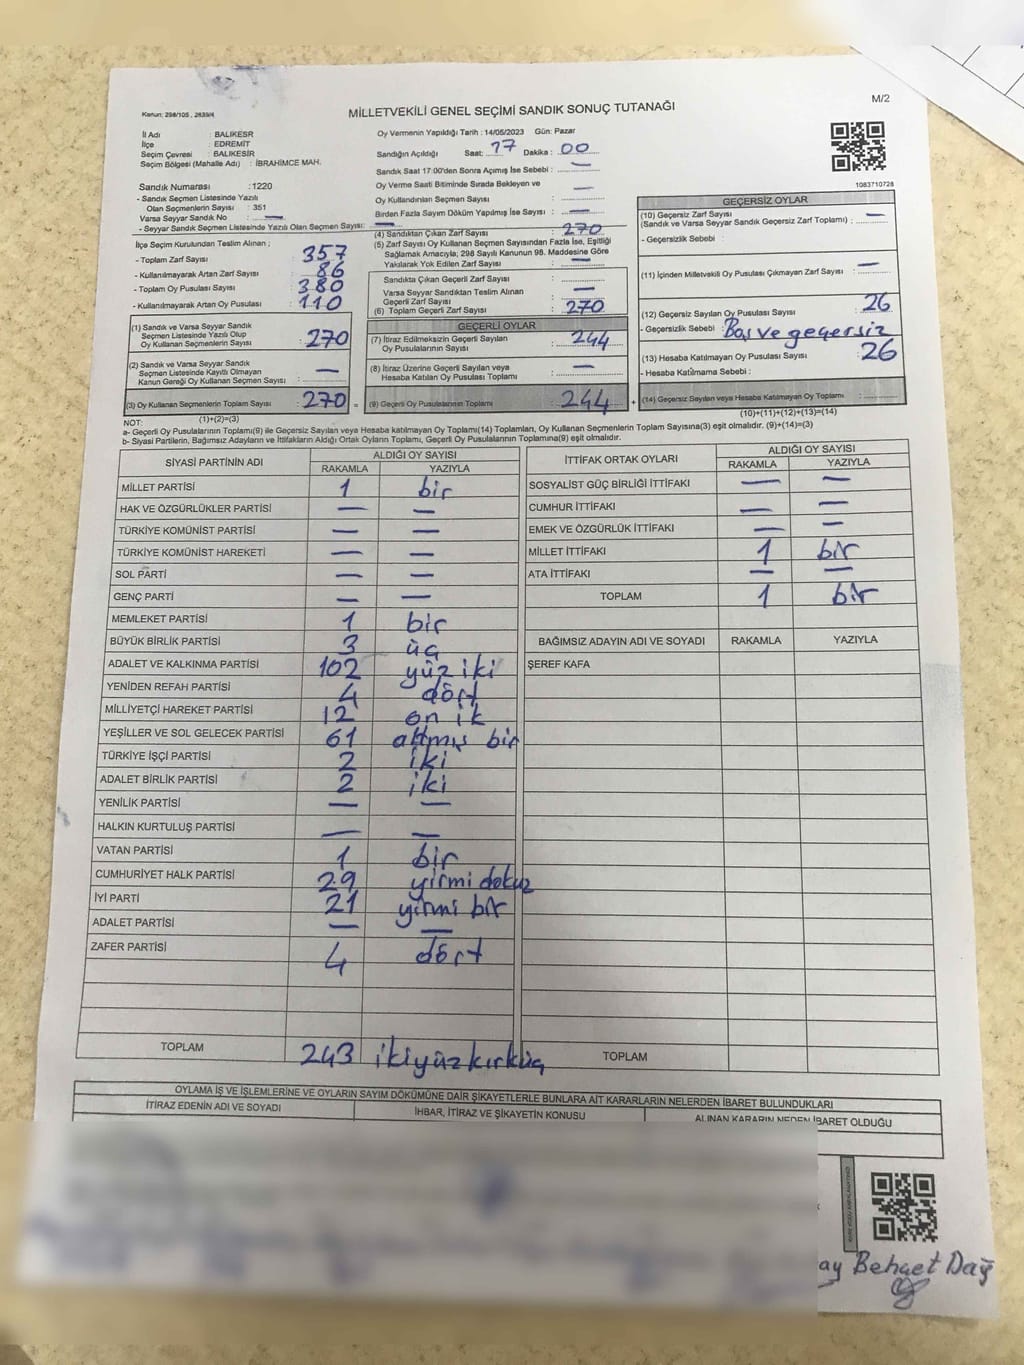 M/2
Kanun: 298/105 , 2839/4
MİLLETVEKİLİ GENEL SEÇİMİ SANDIK SONUÇ TUTANAĞI
İl Adı : BALIKESR
İlçe : EDREMİT
Seçim Çevresi : BALIKESİR
Seçim Bölgesi (Mahalle Adı) : İBRAHİMCE MAH.
Sandık Numarası : 1220
- Sandık Seçmen Listesinde Yazılı
Olan Seçmenlerin Sayısı : 351
Varsa Seyyar Sandık No —
- Seyyar Sandık Seçmen Listesinde Yazılı Olan Seçmen Sayısı: —
İlçe Seçim Kurulundan Teslim Alınan ;
- Toplam Zarf Sayısı : 357
- Kullanılmayarak Artan Zarf Sayısı : 86
- Toplam Oy Pusulası Sayısı : 380
- Kullanılmayarak Artan Oy Pusulası : 110
(1) Sandık ve Varsa Seyyar Sandık
Seçmen Listesinde Yazılı Olup
Oy Kullanan Seçmenlerin Sayısı : 270
(2) Sandık ve Varsa Seyyar Sandık
Seçmen Listesinde Kayıtlı Olmayan
Kanun Gereği Oy Kullanan Seçmen Sayısı : —
(3) Oy Kullanan Seçmenlerin Toplam Sayısı : 270 =
(1)+(2)=(3)
Oy Vermenin Yapıldığı Tarih : 14/05/2023 Gün: Pazar
Sandığın Açıldığı Saat: 17 Dakika : 00
Sandık Saat 17:00'den Sonra Açımış İse Sebebi : —
Oy Verme Saati Bitiminde Sırada Bekleyen ve
Oy Kullandırılan Seçmen Sayısı : —
Birden Fazla Sayım Döküm Yapılmış İse Sayısı : —
(4) Sandıktan Çıkan Zarf Sayısı : 270
(5) Zarf Sayısı Oy Kullanan Seçmen Sayısından Fazla İse, Eşitliği
Sağlamak Amacıyla; 298 Sayılı Kanunun 98. Maddesine Göre
Yakılarak Yok Edilen Zarf Sayısı : —
Sandıkta Çıkan Geçerli Zarf Sayısı :
Varsa Seyyar Sandıktan Teslim Alınan
Geçerli Zarf Sayısı : —
(6) Toplam Geçerli Zarf Sayısı : 270
GEÇERLİ OYLAR
(7) İtiraz Edilmeksizin Geçerli Sayılan
Oy Pusulalarının Sayısı : 244
(8) İtiraz Üzerine Geçerli Sayılan veya
Hesaba Katılan Oy Pusulası Toplamı : —
(9) Geçerli Oy Pusulalarının Toplamı : 244 +
1083710728
GEÇERSİZ OYLAR
(10) Geçersiz Zarf Sayısı
(Sandık ve Varsa Seyyar Sandık Geçersiz Zarf Toplamı) : —
- Geçersizlik Sebebi :
(11) İçinden Milletvekili Oy Pusulası Çıkmayan Zarf Sayısı : —
(12) Geçersiz Sayılan Oy Pusulası Sayısı : 26
- Geçersizlik Sebebi : Boş ve geçersiz
(13) Hesaba Katılmayan Oy Pusulası Sayısı : 26
- Hesaba Katılmama Sebebi :
(14) Geçersiz Sayılan veya Hesaba Katılmayan Oy Toplamı :
(10)+(11)+(12)+(13)=(14)
NOT:
a- Geçerli Oy Pusulalarının Toplamı(9) ile Geçersiz Sayılan veya Hesaba katılmayan Oy Toplamı(14) Toplamları, Oy Kullanan Seçmenlerin Toplam Sayısına(3) eşit olmalıdır. (9)+(14)=(3)
b- Siyasi Partilerin, Bağımsız Adayların ve İttifakların Aldığı Ortak Oyların Toplamı, Geçerli Oy Pusulalarının Toplamına(9) eşit olmalıdır.
SİYASİ PARTİNİN ADI ALDIĞI OY SAYISI
RAKAMLA YAZIYLA
MİLLET PARTİSİ 1 bir
HAK VE ÖZGÜRLÜKLER PARTİSİ — —
TÜRKİYE KOMÜNİST PARTİSİ — —
TÜRKİYE KOMÜNİST HAREKETİ — —
SOL PARTİ — —
GENÇ PARTİ — —
MEMLEKET PARTİSİ 1 bir
BÜYÜK BİRLİK PARTİSİ 3 üç
ADALET VE KALKINMA PARTİSİ 102 yüz iki
YENİDEN REFAH PARTİSİ 4 dört
MİLLİYETÇİ HAREKET PARTİSİ 12 on ik
YEŞİLLER VE SOL GELECEK PARTİSİ 61 altmış bir
TÜRKİYE İŞÇİ PARTİSİ 2 iki
ADALET BİRLİK PARTİSİ 2 iki
YENİLİK PARTİSİ — —
HALKIN KURTULUŞ PARTİSİ — —
VATAN PARTİSİ 1 bir
CUMHURİYET HALK PARTİSİ 29 yirmi dokuz
İYİ PARTİ 21 yirmi bir
ADALET PARTİSİ — —
ZAFER PARTİSİ 4 dört
TOPLAM 243 ikiyüzkırküç
İTTİFAK ORTAK OYLARI ALDIĞI OY SAYISI
RAKAMLA YAZIYLA
SOSYALİST GÜÇ BİRLİĞİ İTTİFAKI — —
CUMHUR İTTİFAKI — —
EMEK VE ÖZGÜRLÜK İTTİFAKI — —
MİLLET İTTİFAKI 1 bir
ATA İTTİFAKI — —
TOPLAM 1 bir
BAĞIMSIZ ADAYIN ADI VE SOYADI RAKAMLA YAZIYLA
ŞEREF KAFA
TOPLAM
OYLAMA İŞ VE İŞLEMLERİNE VE OYLARIN SAYIM DÖKÜMÜNE DAİR ŞİKAYETLERLE BUNLARA AİT KARARLARIN NELERDEN İBARET BULUNDUKLARI
İTİRAZ EDENİN ADI VE SOYADI İHBAR, İTİRAZ VE ŞİKAYETİN KONUSU ALINAN KARARIN NEDEN İBARET OLDUĞU
ay Behçet Dağ